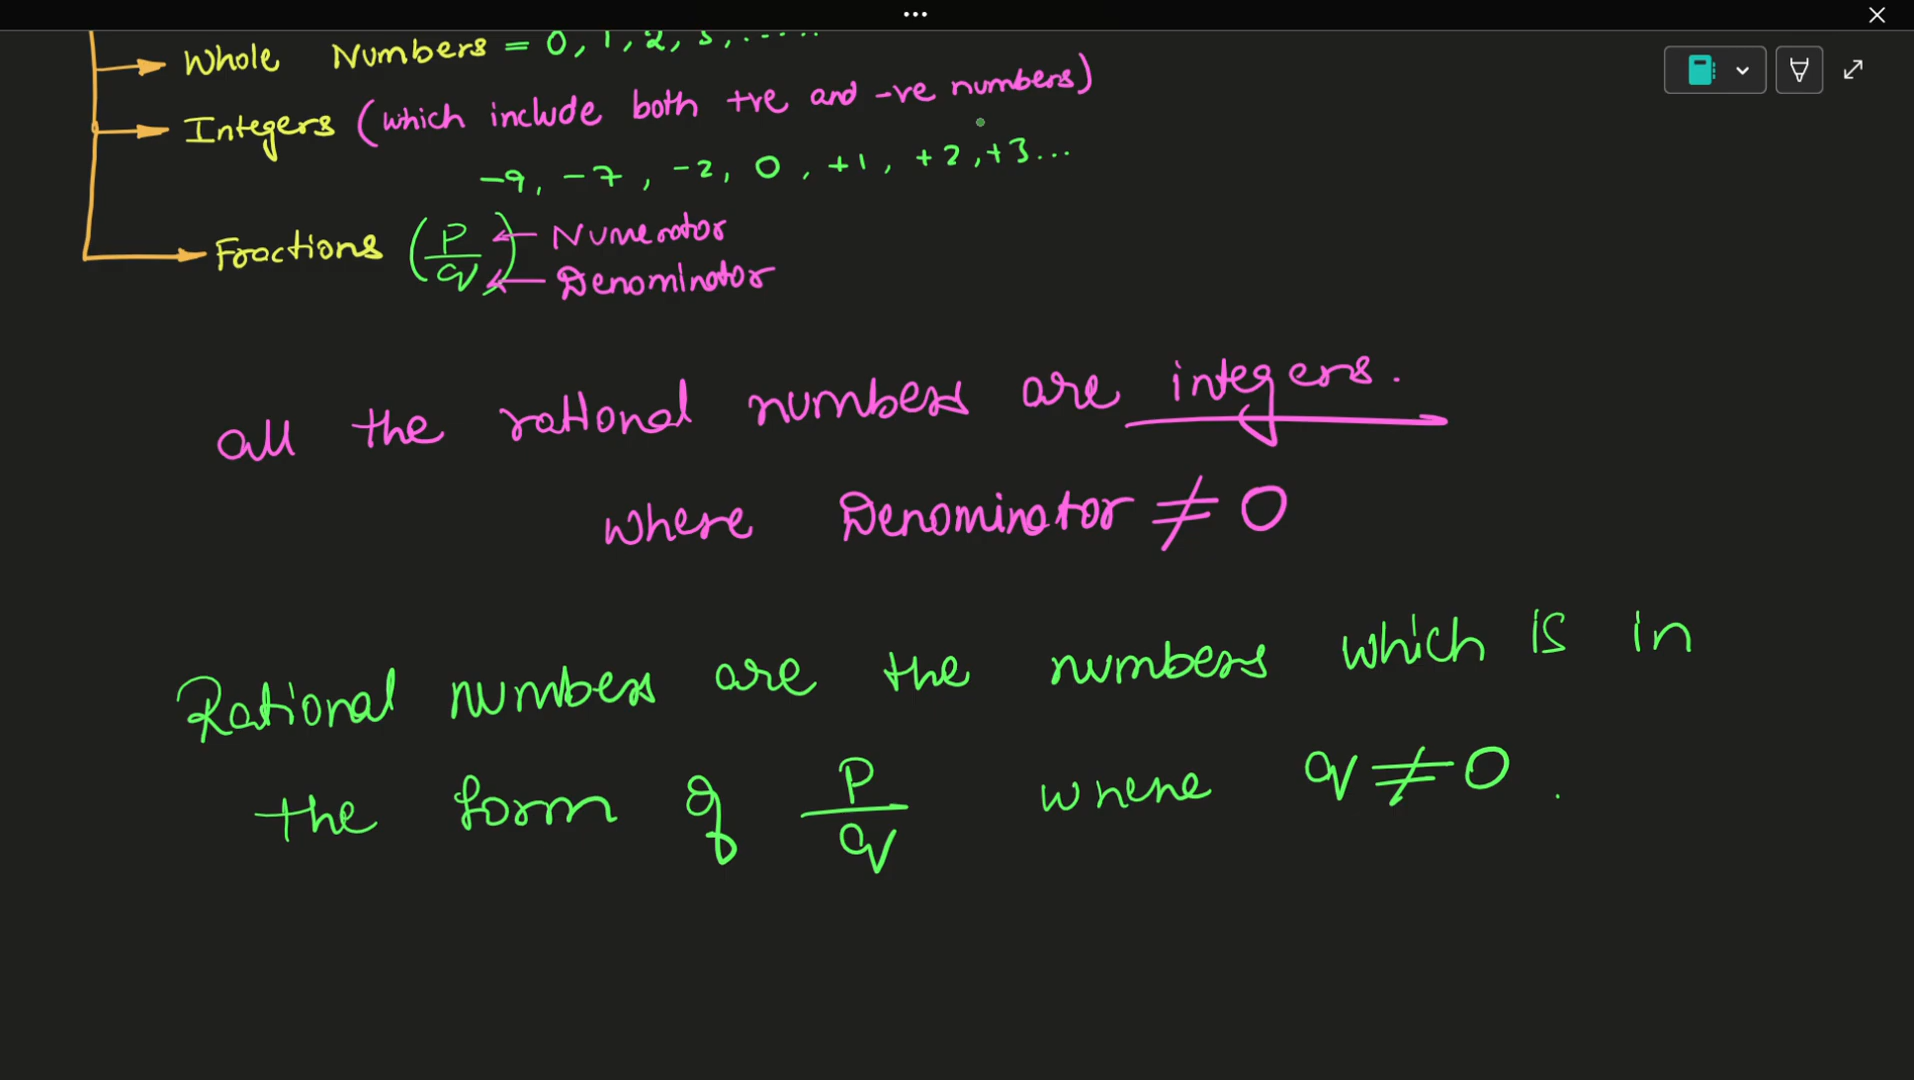 Whole Numbers = 0, 1, 2, 3, .....
Integers (which include both +ve and -ve numbers)
-9, -7, -2, 0, +1, +2, +3...
Fractions (P/q) ← Numerator
← Denominator
all the rational numbers are integers.
where Denominator ≠ 0
Rational numbers are the numbers which is in
the form of P/q where q ≠ 0.